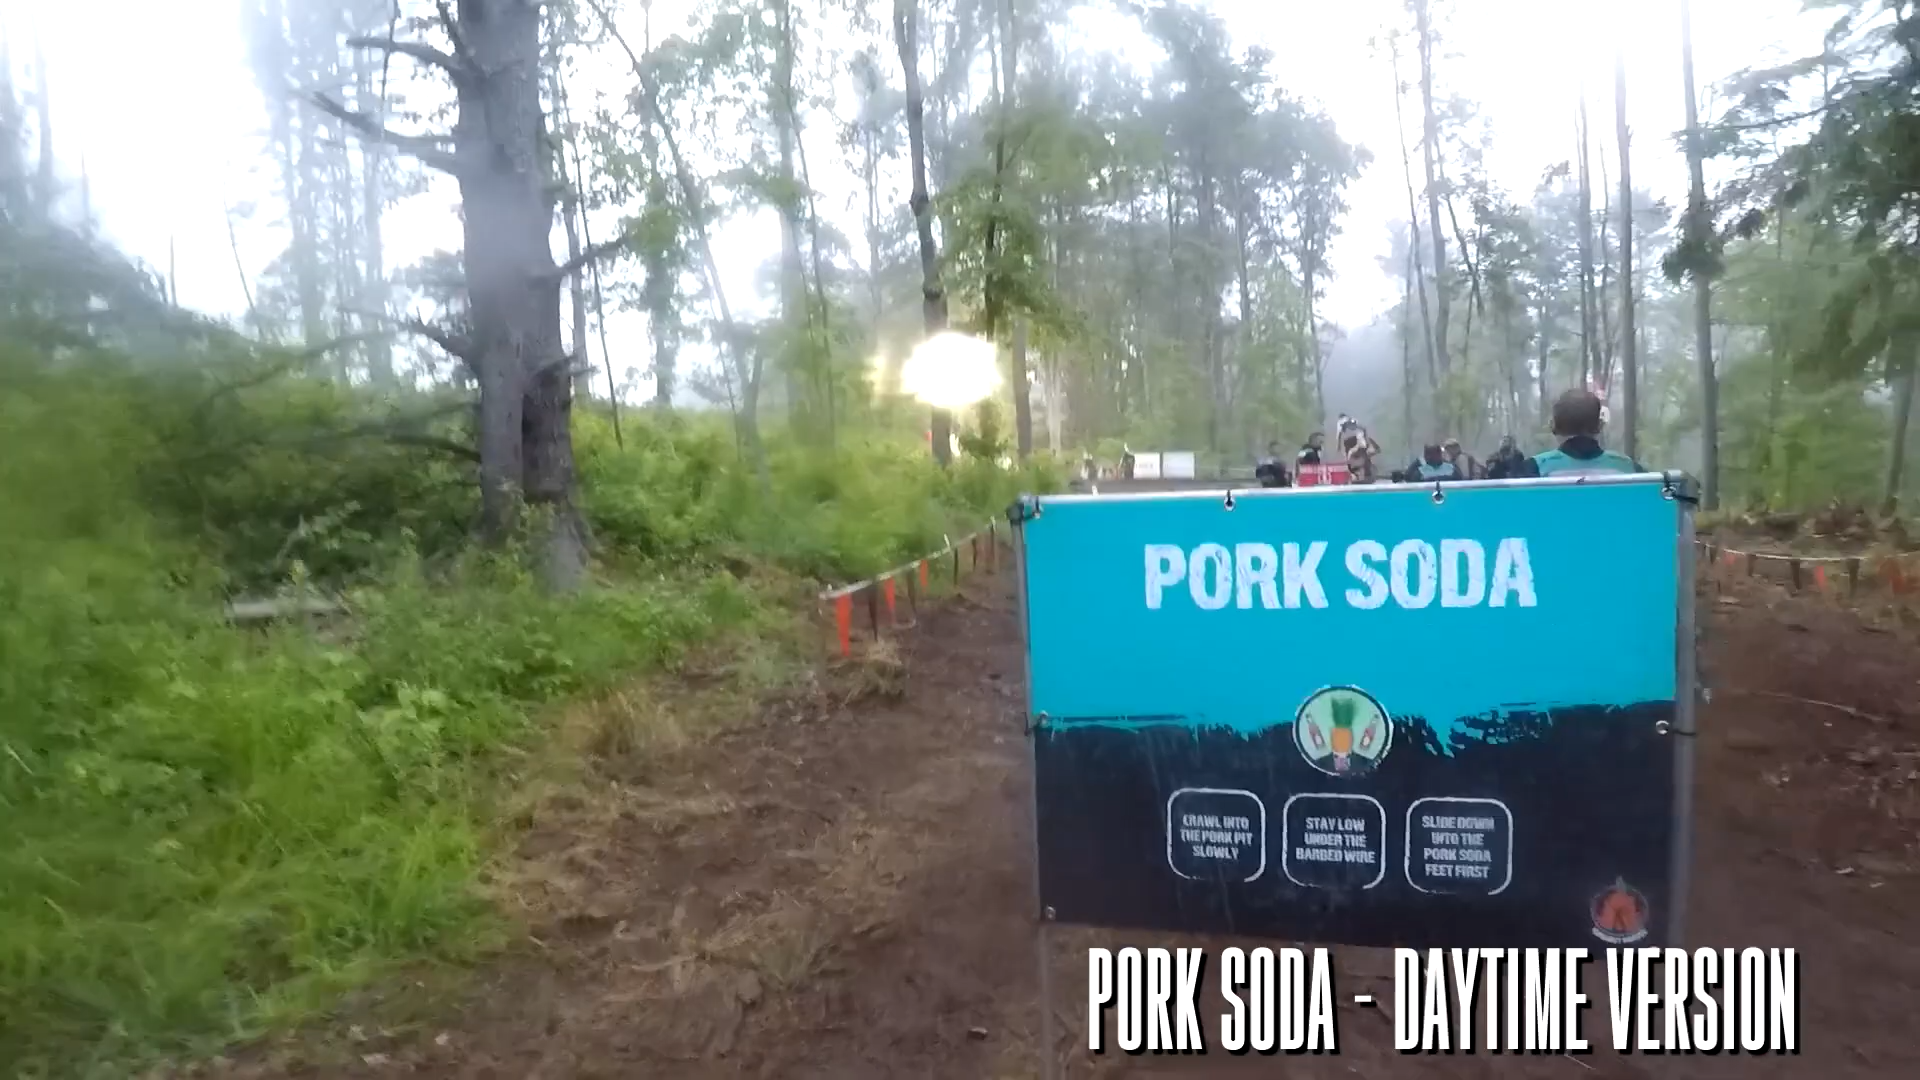 PORK SODA
CRAWL INTO
THE PORK PIT
SLOWLY
STAY LOW
UNDER THE
BARBED WIRE
SLIDE DOWN
INTO THE
PORK SODA
FEET FIRST
PORK SODA - DAYTIME VERSION